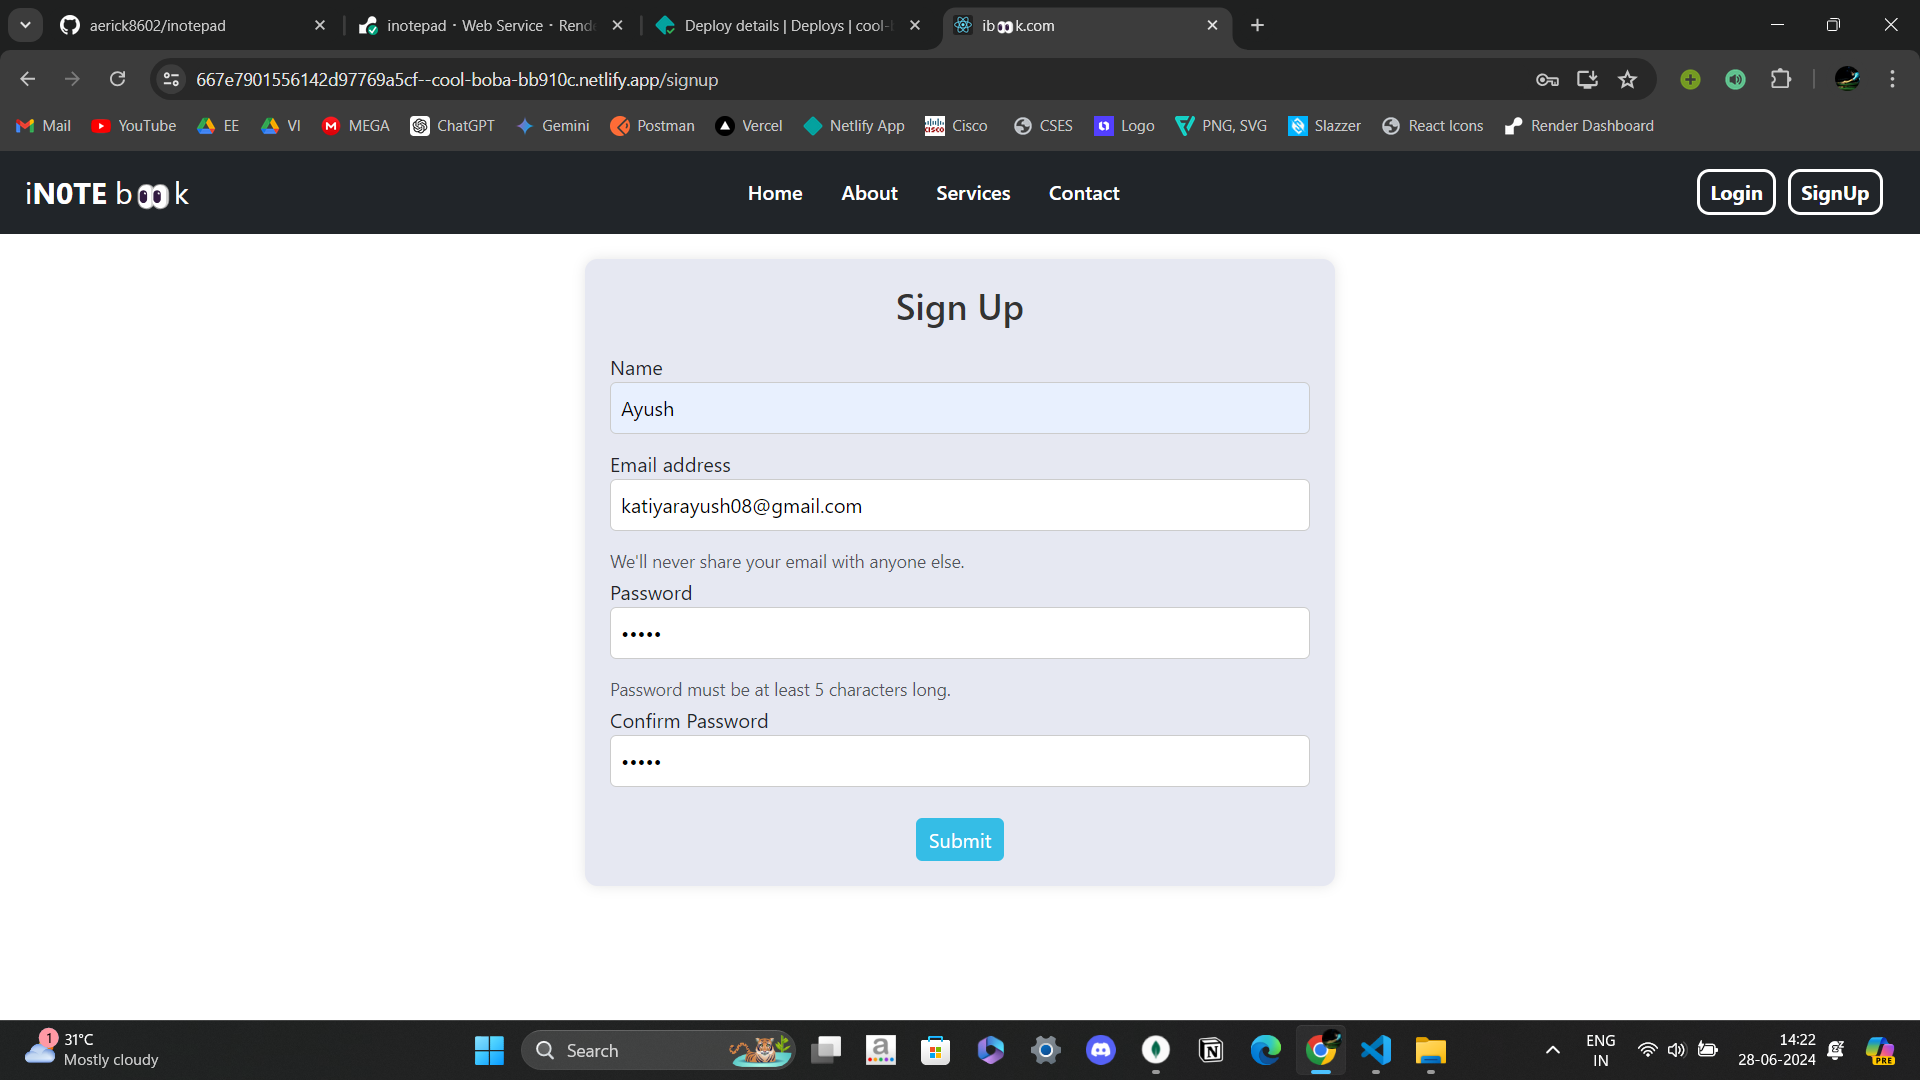 aerick8602/inotepad
inotepad · Web Service · Rend
Deploy details | Deploys | cool-
ib👀k.com
667e7901556142d97769a5cf--cool-boba-bb910c.netlify.app/signup
Mail YouTube EE VI MEGA ChatGPT Gemini Postman Vercel Netlify App Cisco CSES Logo PNG, SVG Slazzer React Icons Render Dashboard
iN0TE b👀k
Home About Services Contact
Login SignUp
Sign Up
Name
Ayush
Email address
katiyarayush08@gmail.com
We'll never share your email with anyone else.
Password
•••••
Password must be at least 5 characters long.
Confirm Password
•••••
Submit
1
31°C
Mostly cloudy
Search
ENG
IN
14:22
28-06-2024
PRE